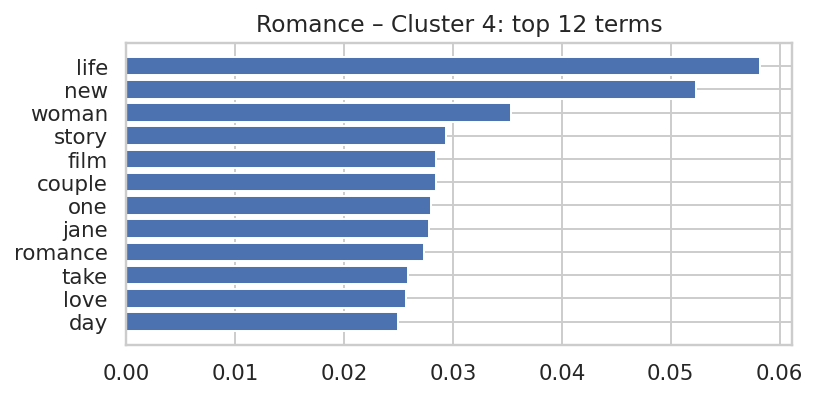 Romance – Cluster 4: top 12 terms
life
new
woman
story
film
couple
one
jane
romance
take
love
day
0.00 0.01 0.02 0.03 0.04 0.05 0.06